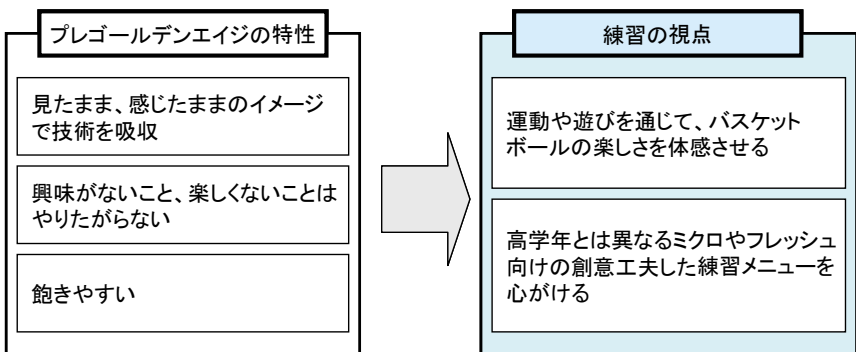 プレゴールデンエイジの特性
見たまま、感じたままのイメージ
で技術を吸収
興味がないこと、楽しくないことは
やりたがらない
飽きやすい
練習の視点
運動や遊びを通じて、バスケット
ボールの楽しさを体感させる
高学年とは異なるミクロやフレッシュ
向けの創意工夫した練習メニューを
心がける